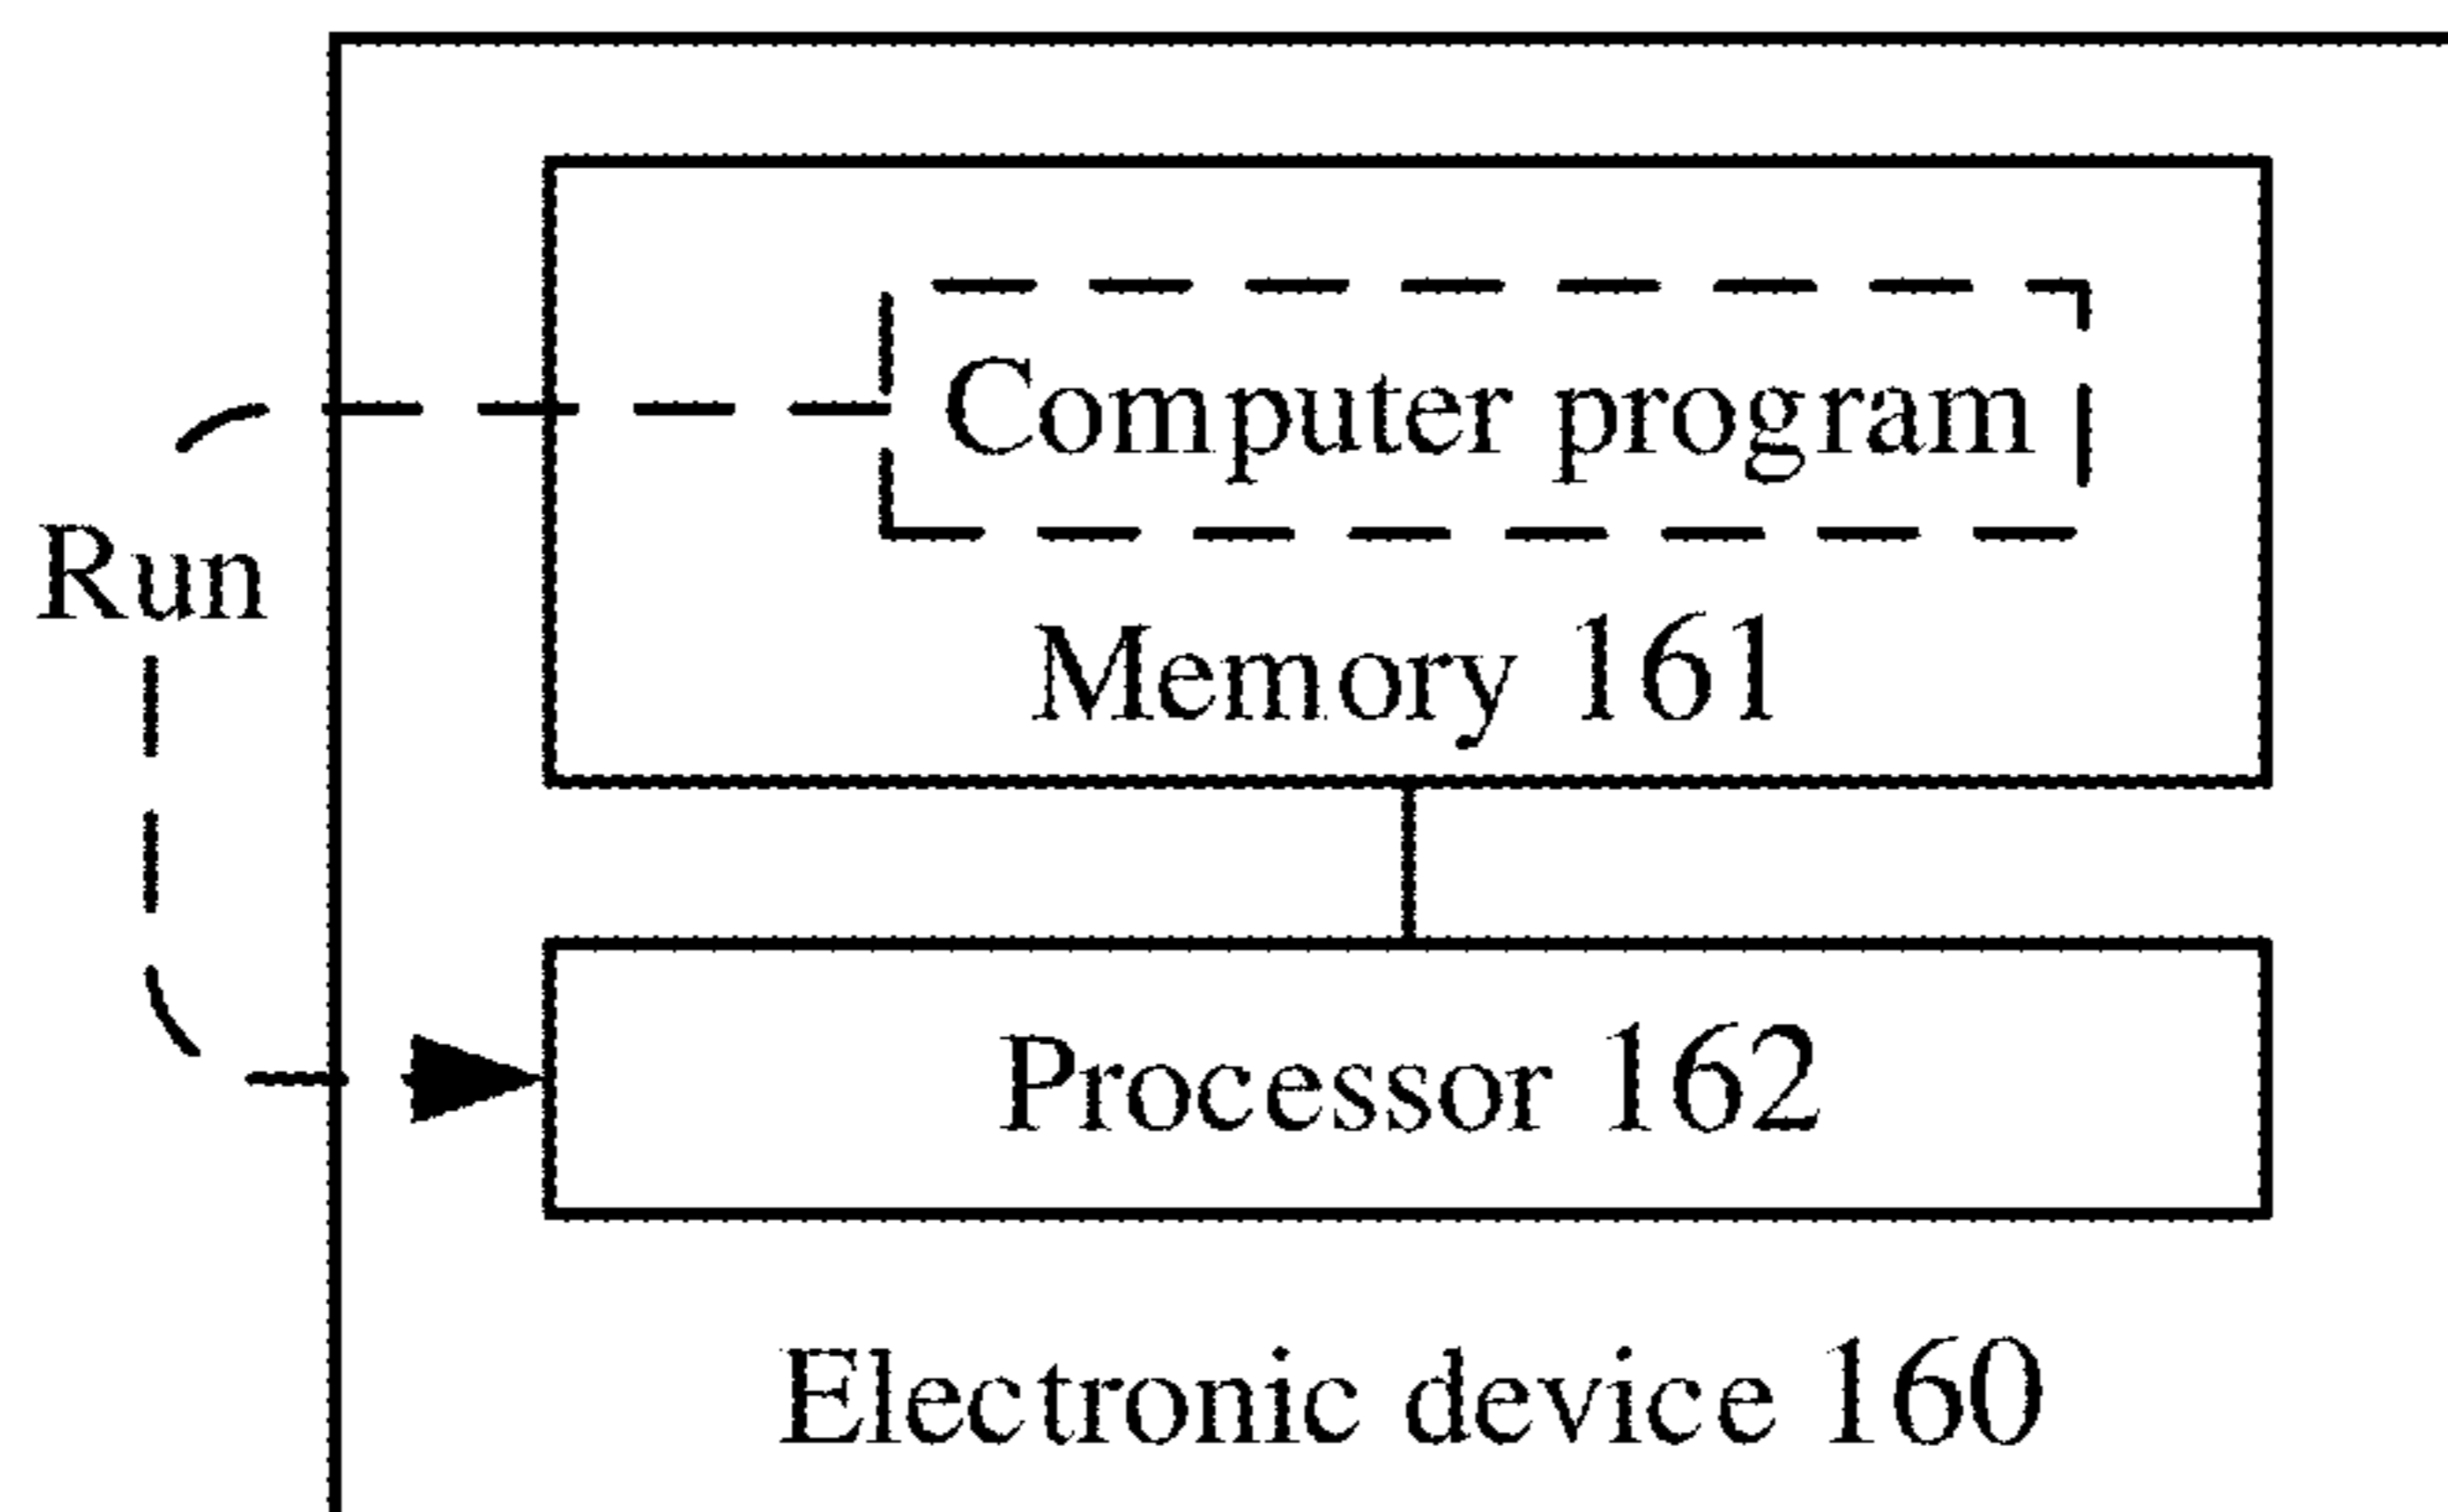 Computer program
Run
Memory 161
Processor 162
Electronic device 160